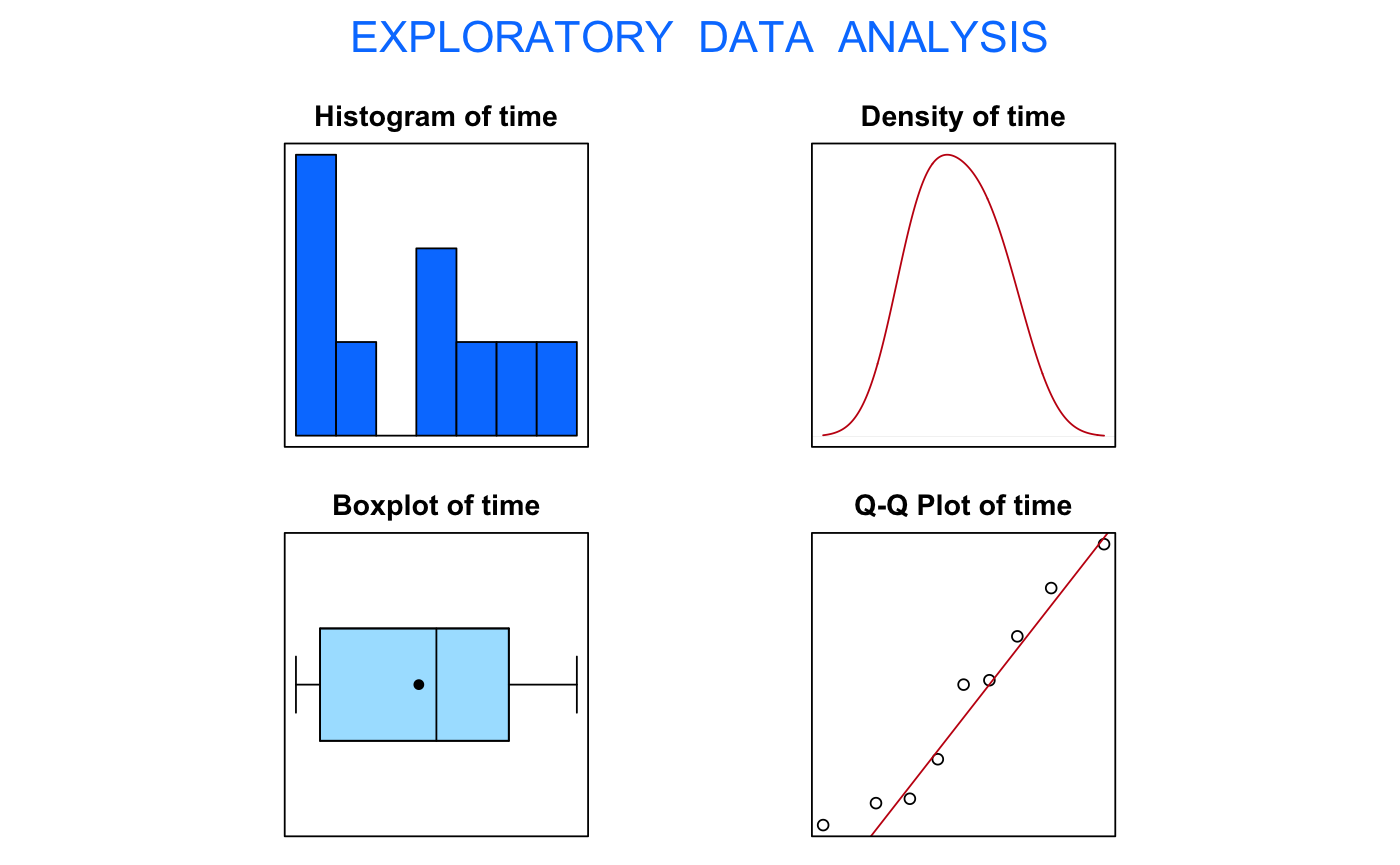 EXPLORATORY DATA ANALYSIS
Histogram of time
Density of time
Boxplot of time
Q-Q Plot of time